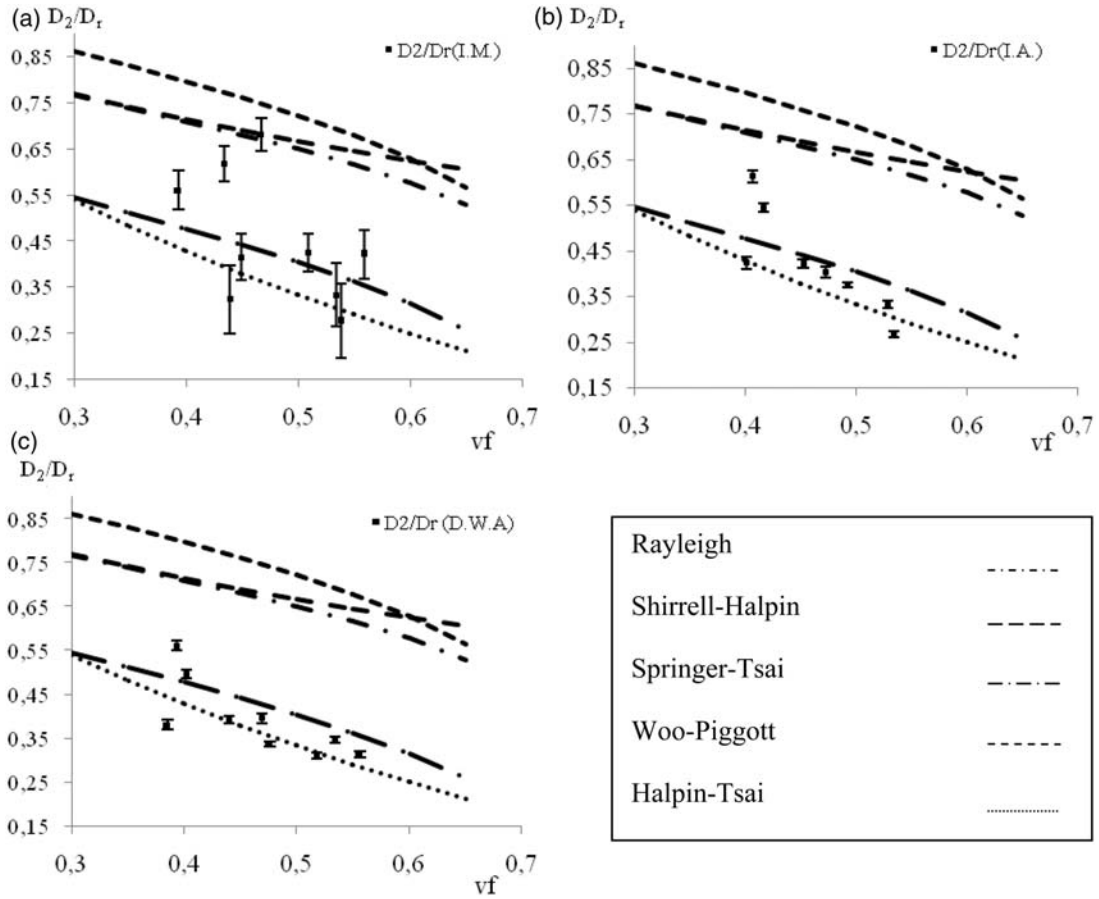 (a) D₂/Dᵣ
D2/Dr(I.M.)
0,85
0,75
0,65
0,55
0,45
0,35
0,25
0,15
0,3 0,4 0,5 0,6 0,7
vf
(b) D₂/Dᵣ
D2/Dr(I.A.)
0,85
0,75
0,65
0,55
0,45
0,35
0,25
0,15
0,3 0,4 0,5 0,6 0,7
vf
(c)
D₂/Dᵣ
D2/Dr (D.W.A)
0,85
0,75
0,65
0,55
0,45
0,35
0,25
0,15
0,3 0,4 0,5 0,6 0,7
vf
Rayleigh
Shirrell-Halpin
Springer-Tsai
Woo-Piggott
Halpin-Tsai